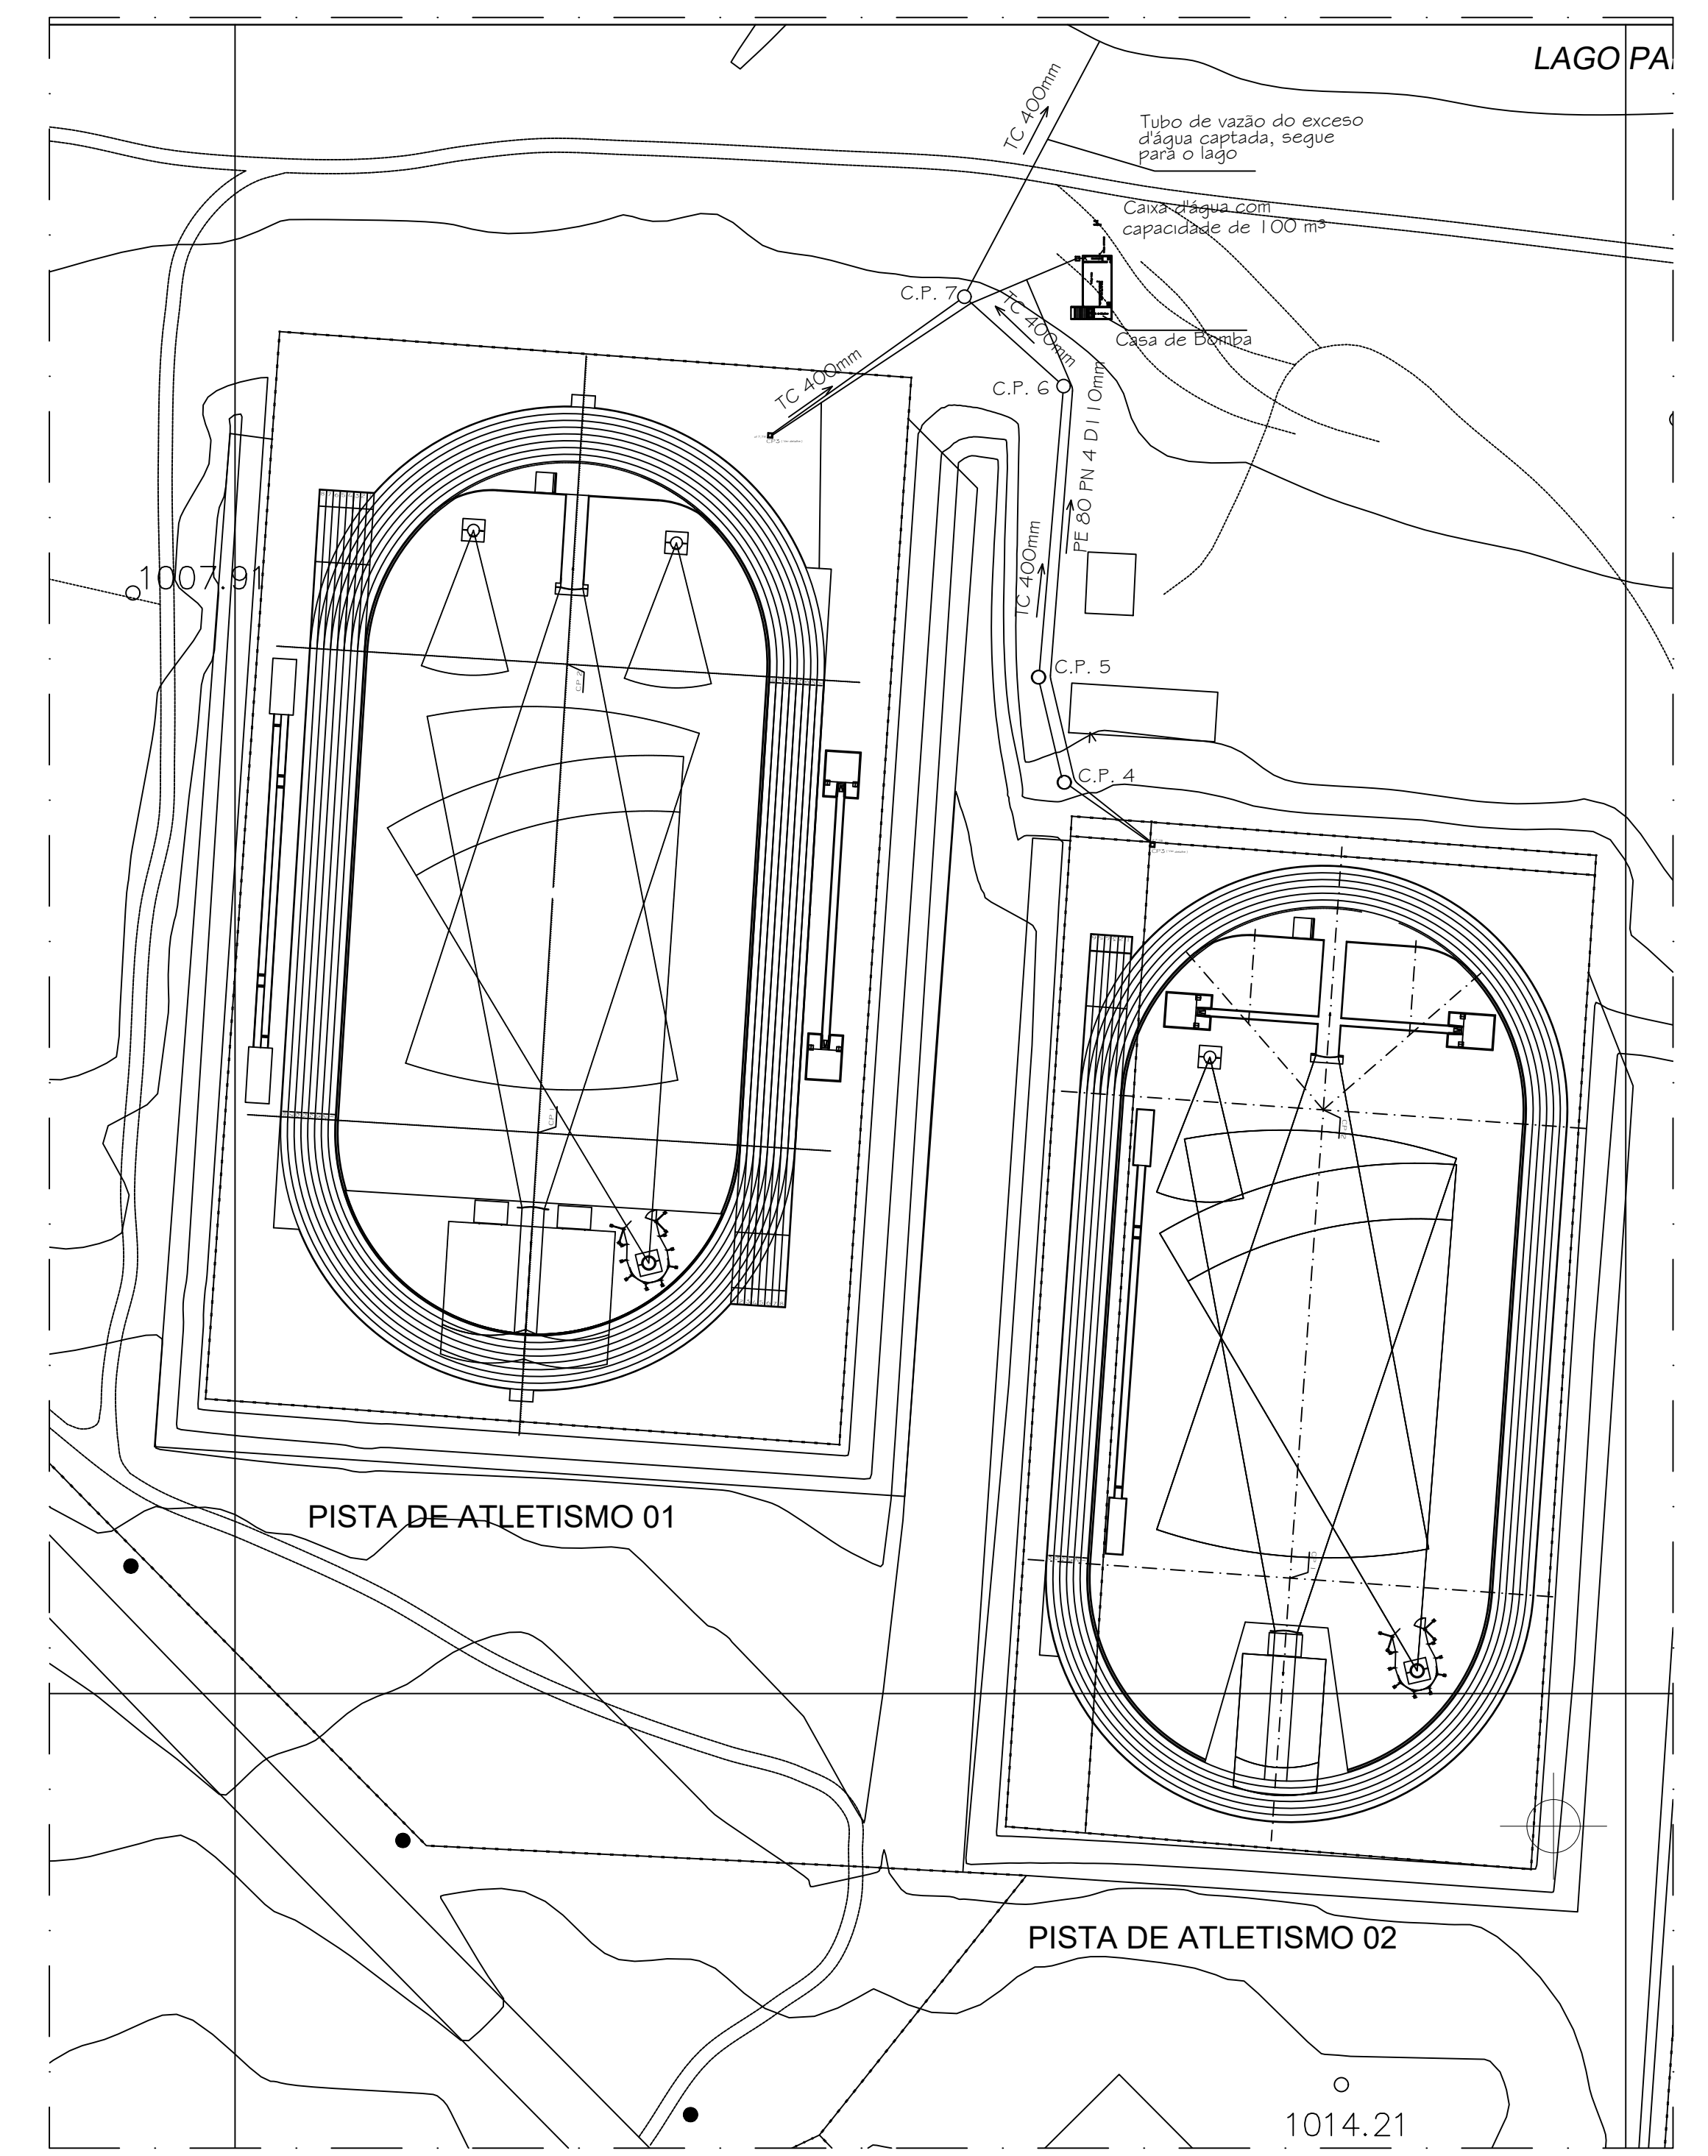 LAGO PA
TC 400mm
Tubo de vazão do exceso
d'água captada, segue
para o lago
Caixa d'água com
capacidade de 100 m³
C.P. 7
TC 400mm
Casa de Bomba
TC 400mm
C.P. 6
PE 80 PN 4 D110mm
TC 400mm
1007.91
C.P. 5
C.P. 2
C.P. 4
C.P. 1
PISTA DE ATLETISMO 01
PISTA DE ATLETISMO 02
1014.21